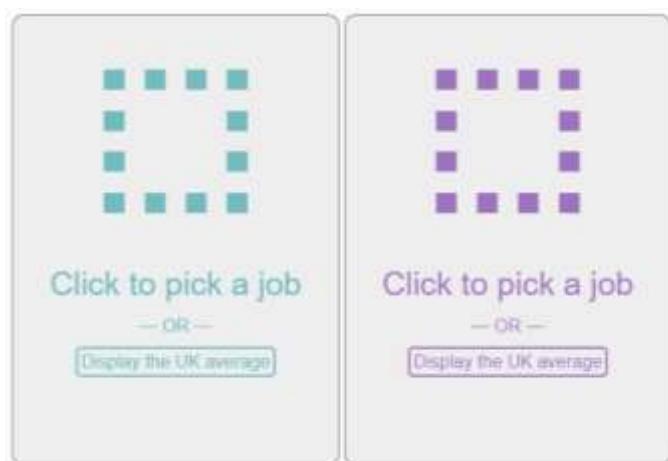 Click to pick a job
— OR —
Display the UK average
Click to pick a job
— OR —
Display the UK average